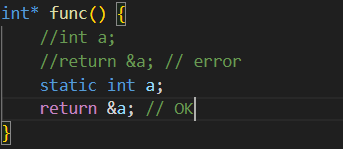 int* func() {
    //int a;
    //return &a; // error
    static int a;
    return &a; // OK
}